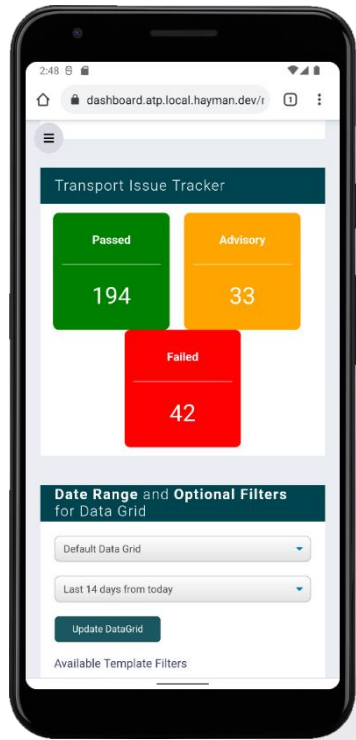 2:48
dashboard.atp.local.hayman.dev/r
1
Transport Issue Tracker
Passed
Advisory
194
33
Failed
42
Date Range and Optional Filters
for Data Grid
Default Data Grid
Last 14 days from today
Update DataGrid
Available Template Filters